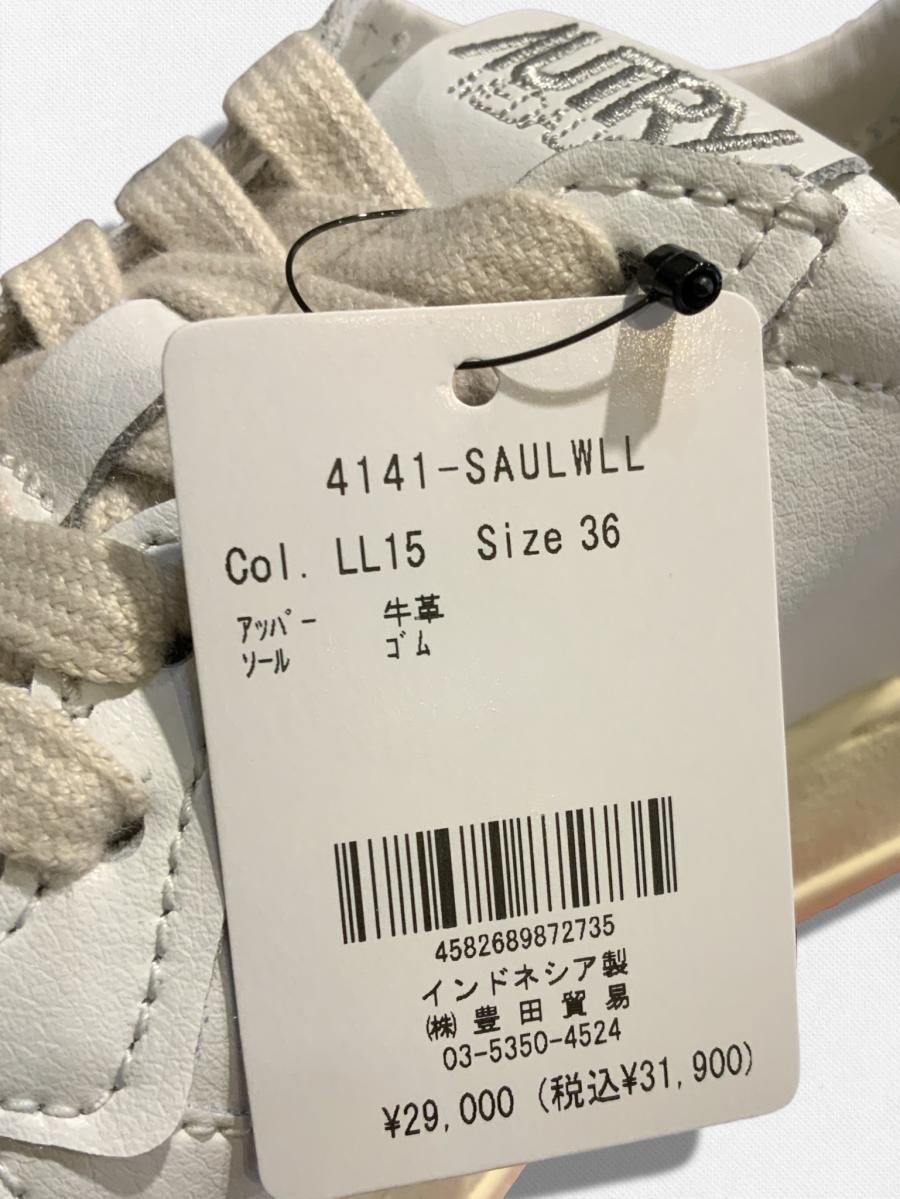 AUTRY
4141-SAULWLL
Col. LL15 Size 36
ｱｯﾊﾟｰ 牛革
ｿｰﾙ ｺﾞﾑ
4582689872735
インドネシア製
㈱ 豊田貿易
03-5350-4524
¥29,000 (税込¥31,900)